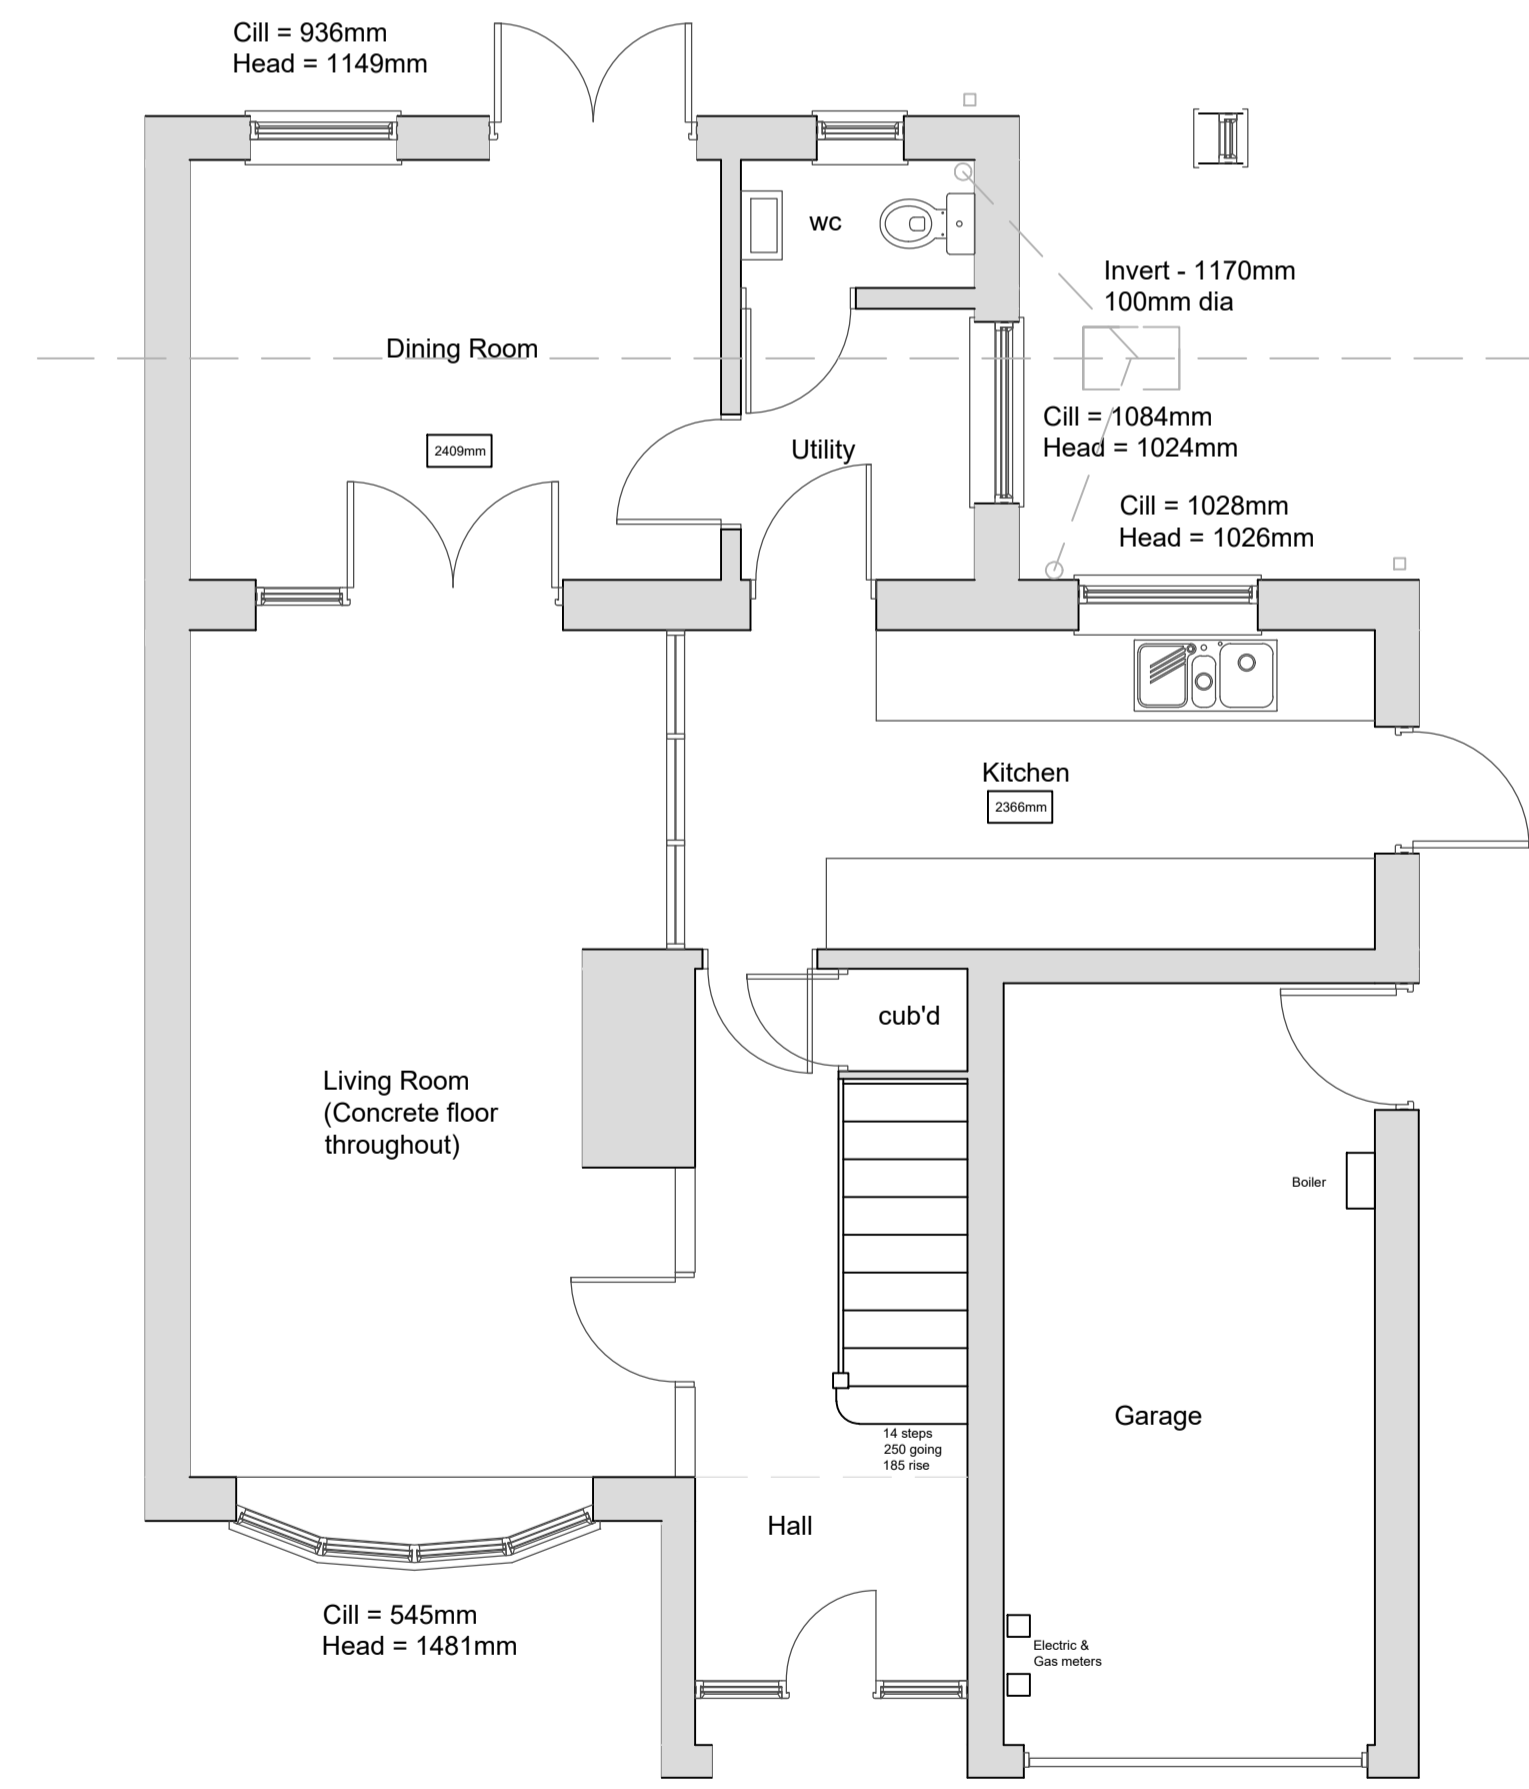 Cill = 936mm
Head = 1149mm
wc
Invert - 1170mm
100mm dia
Dining Room
2409mm
Utility
Cill = 1084mm
Head = 1024mm
Cill = 1028mm
Head = 1026mm
Kitchen
2366mm
cub'd
Living Room
(Concrete floor
throughout)
Boiler
Garage
14 steps
250 going
185 rise
Hall
Cill = 545mm
Head = 1481mm
Electric &
Gas meters